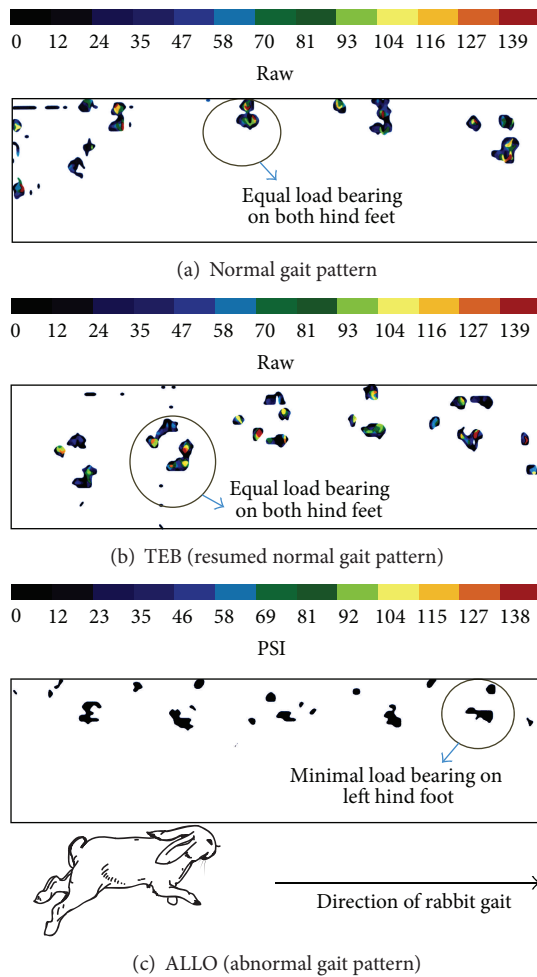 0 12 24 35 47 58 70 81 93 104 116 127 139
Raw
Equal load bearing
on both hind feet
(a) Normal gait pattern
0 12 24 35 47 58 70 81 93 104 116 127 139
Raw
Equal load bearing
on both hind feet
(b) TEB (resumed normal gait pattern)
0 12 23 35 46 58 69 81 92 104 115 127 138
PSI
Minimal load bearing on
left hind foot
Direction of rabbit gait
(c) ALLO (abnormal gait pattern)